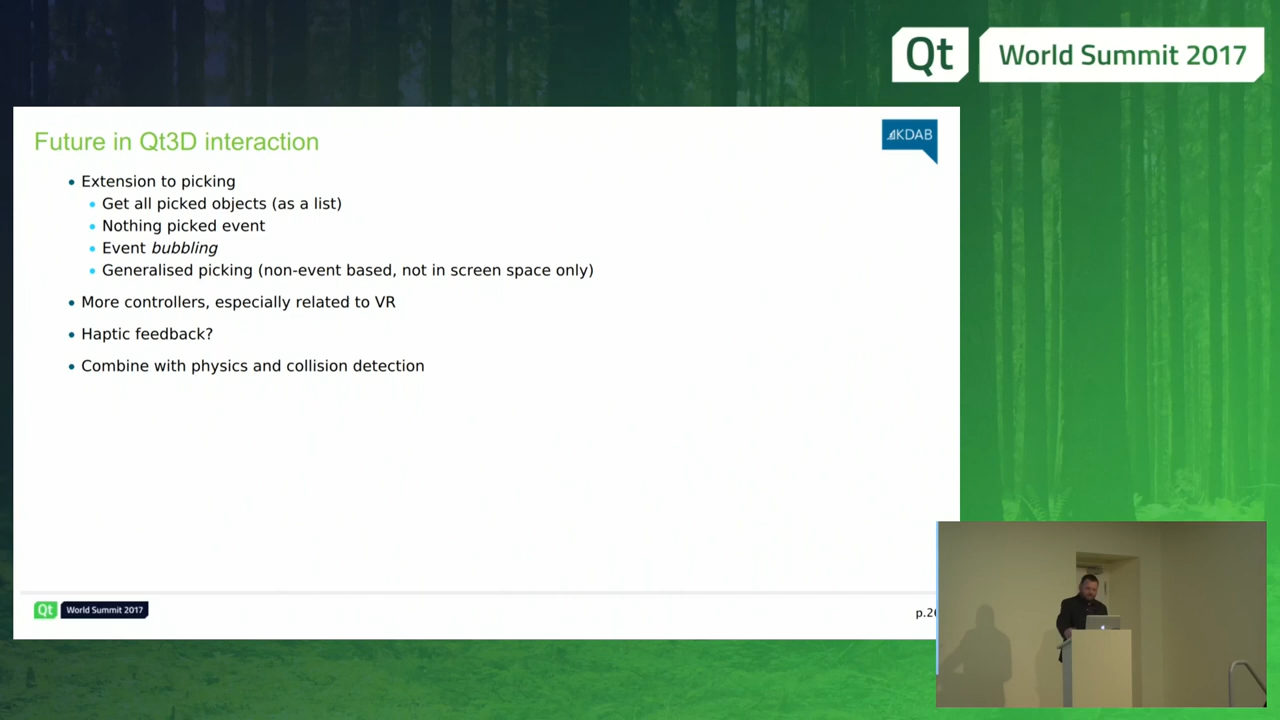 Qt World Summit 2017
Future in Qt3D interaction
KDAB
Extension to picking
Get all picked objects (as a list)
Nothing picked event
Event bubbling
Generalised picking (non-event based, not in screen space only)
More controllers, especially related to VR
Haptic feedback?
Combine with physics and collision detection
Qt World Summit 2017